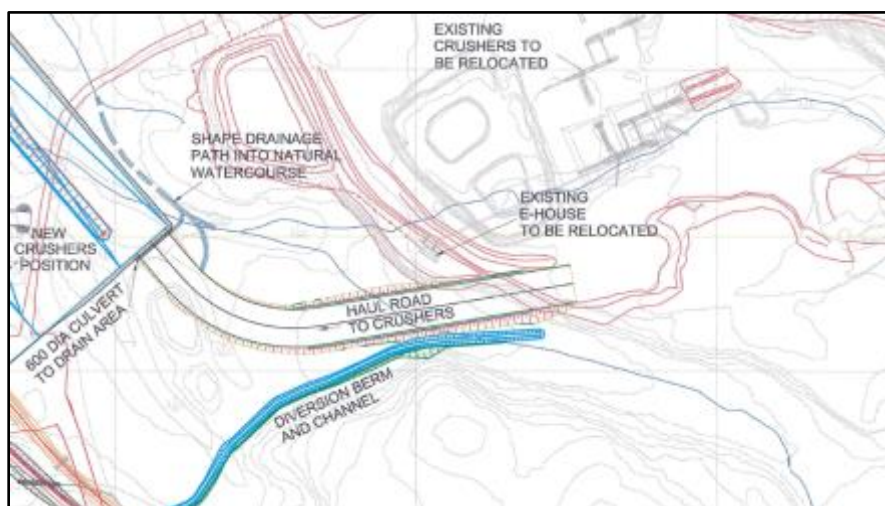 EXISTING
CRUSHERS TO
BE RELOCATED
SHAPE DRAINAGE
PATH INTO NATURAL
WATERCOURSE
EXISTING
E-HOUSE
TO BE RELOCATED
NEW
CRUSHERS
POSITION
HAUL ROAD
TO CRUSHERS
600 DIA CULVERT
TO DRAIN AREA
DIVERSION BERM
AND CHANNEL